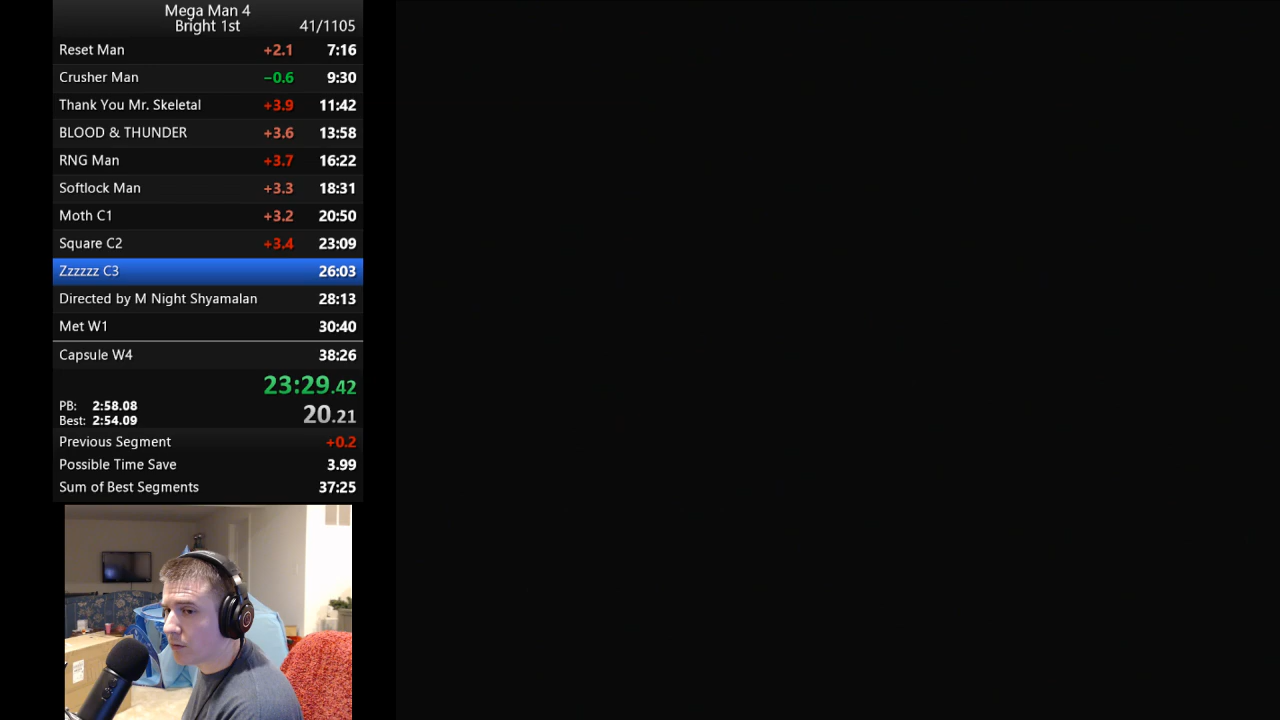 Mega Man 4
Bright 1st 41/1105
Reset Man +2.1 7:16
Crusher Man −0.6 9:30
Thank You Mr. Skeletal +3.9 11:42
BLOOD & THUNDER +3.6 13:58
RNG Man +3.7 16:22
Softlock Man +3.3 18:31
Moth C1 +3.2 20:50
Square C2 +3.4 23:09
Zzzzzz C3 26:03
Directed by M Night Shyamalan 28:13
Met W1 30:40
Capsule W4 38:26
23:29.42
PB: 2:58.08
Best: 2:54.09
20.21
Previous Segment +0.2
Possible Time Save 3.99
Sum of Best Segments 37:25